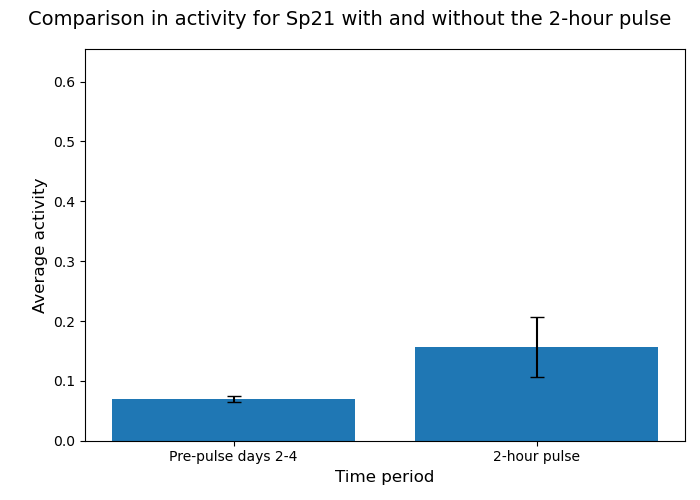 Comparison in activity for Sp21 with and without the 2-hour pulse
0.6
0.5
0.4
0.3
0.2
0.1
0.0
Average activity
Pre-pulse days 2-4
2-hour pulse
Time period